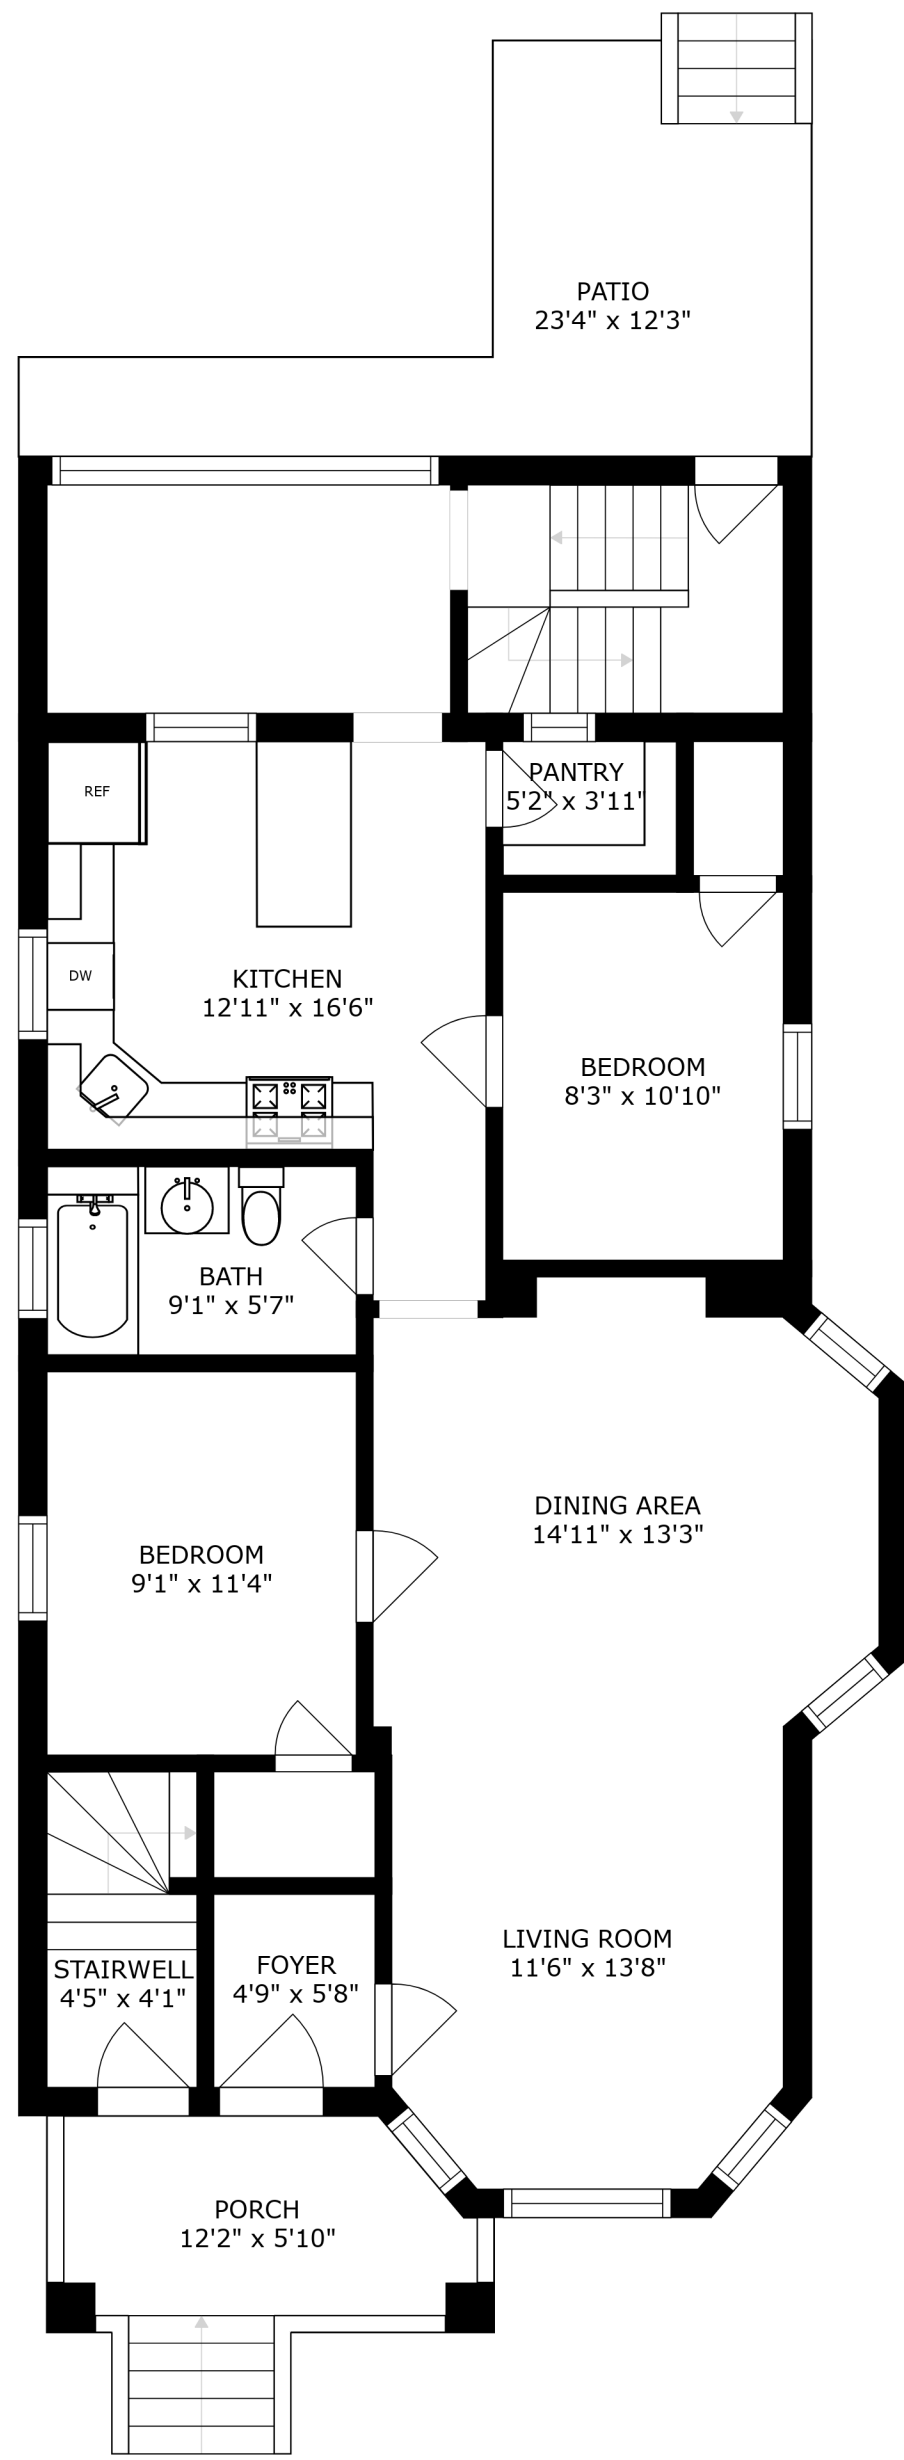 PATIO
23'4" x 12'3"
PANTRY
5'2" x 3'11"
REF
DW
KITCHEN
12'11" x 16'6"
BEDROOM
8'3" x 10'10"
BATH
9'1" x 5'7"
DINING AREA
14'11" x 13'3"
BEDROOM
9'1" x 11'4"
LIVING ROOM
11'6" x 13'8"
STAIRWELL
4'5" x 4'1"
FOYER
4'9" x 5'8"
PORCH
12'2" x 5'10"